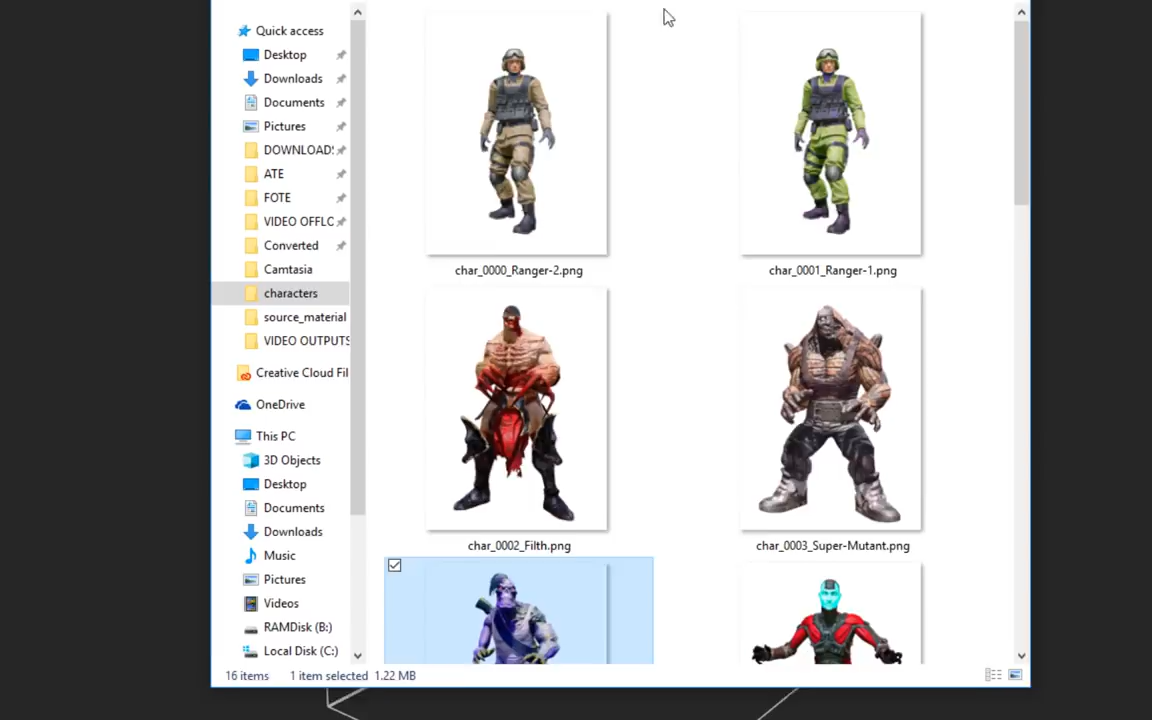 Quick access
Desktop
Downloads
Documents
Pictures
DOWNLOAD
ATE
FOTE
VIDEO OFFLC
Converted
Camtasia
characters
source_material
VIDEO OUTPUTS
Creative Cloud Fil
OneDrive
This PC
3D Objects
Desktop
Documents
Downloads
Music
Pictures
Videos
RAMDisk (B:)
Local Disk (C:)
char_0000_Ranger-2.png
char_0001_Ranger-1.png
char_0002_Filth.png
char_0003_Super-Mutant.png
16 items 1 item selected 1.22 MB